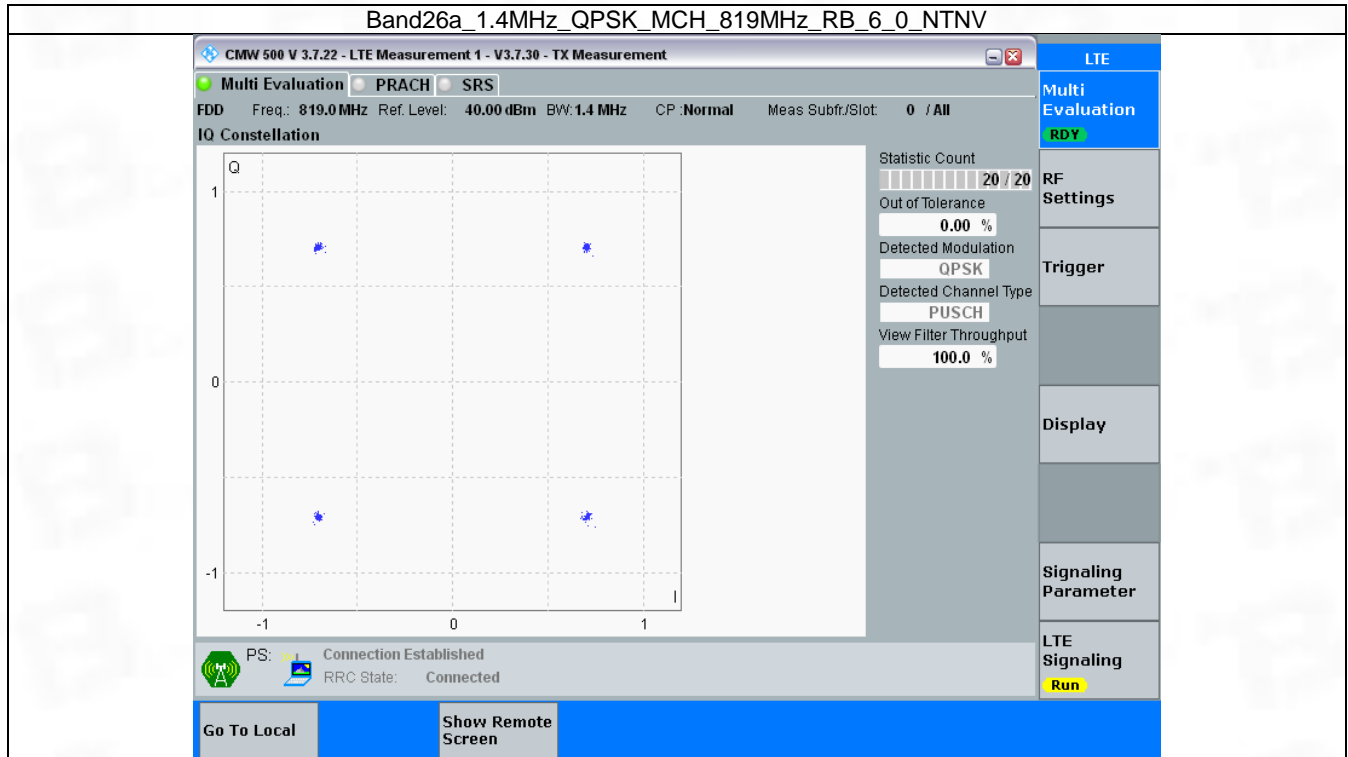 Band26a_1.4MHz_QPSK_MCH_819MHz_RB_6_0_NTNV
CMW 500 V 3.7.22 - LTE Measurement 1 - V3.7.30 - TX Measurement
LTE
Multi Evaluation PRACH SRS
Multi
Evaluation
RDY
FDD Freq.: 819.0 MHz Ref. Level: 40.00 dBm BW: 1.4 MHz CP :Normal Meas Subfr./Slot: 0 / All
IQ Constellation
Q
1
0
-1
-1 0 1
I
Statistic Count
20 / 20
Out of Tolerance
0.00 %
Detected Modulation
QPSK
Detected Channel Type
PUSCH
View Filter Throughput
100.0 %
RF
Settings
Trigger
Display
Signaling
Parameter
LTE
Signaling
Run
PS: Connection Established
RRC State: Connected
Go To Local
Show Remote
Screen